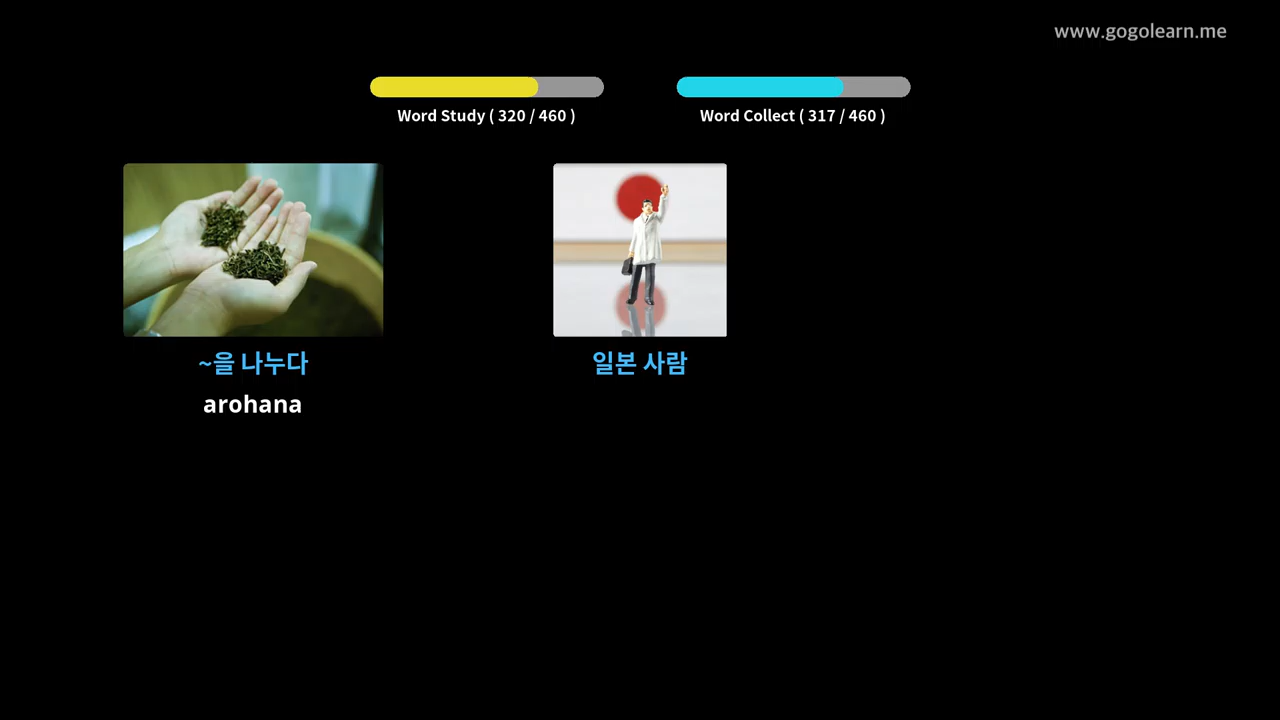 www.gogolearn.me
Word Study ( 320 / 460 )
Word Collect ( 317 / 460 )
~을 나누다
arohana
일본 사람